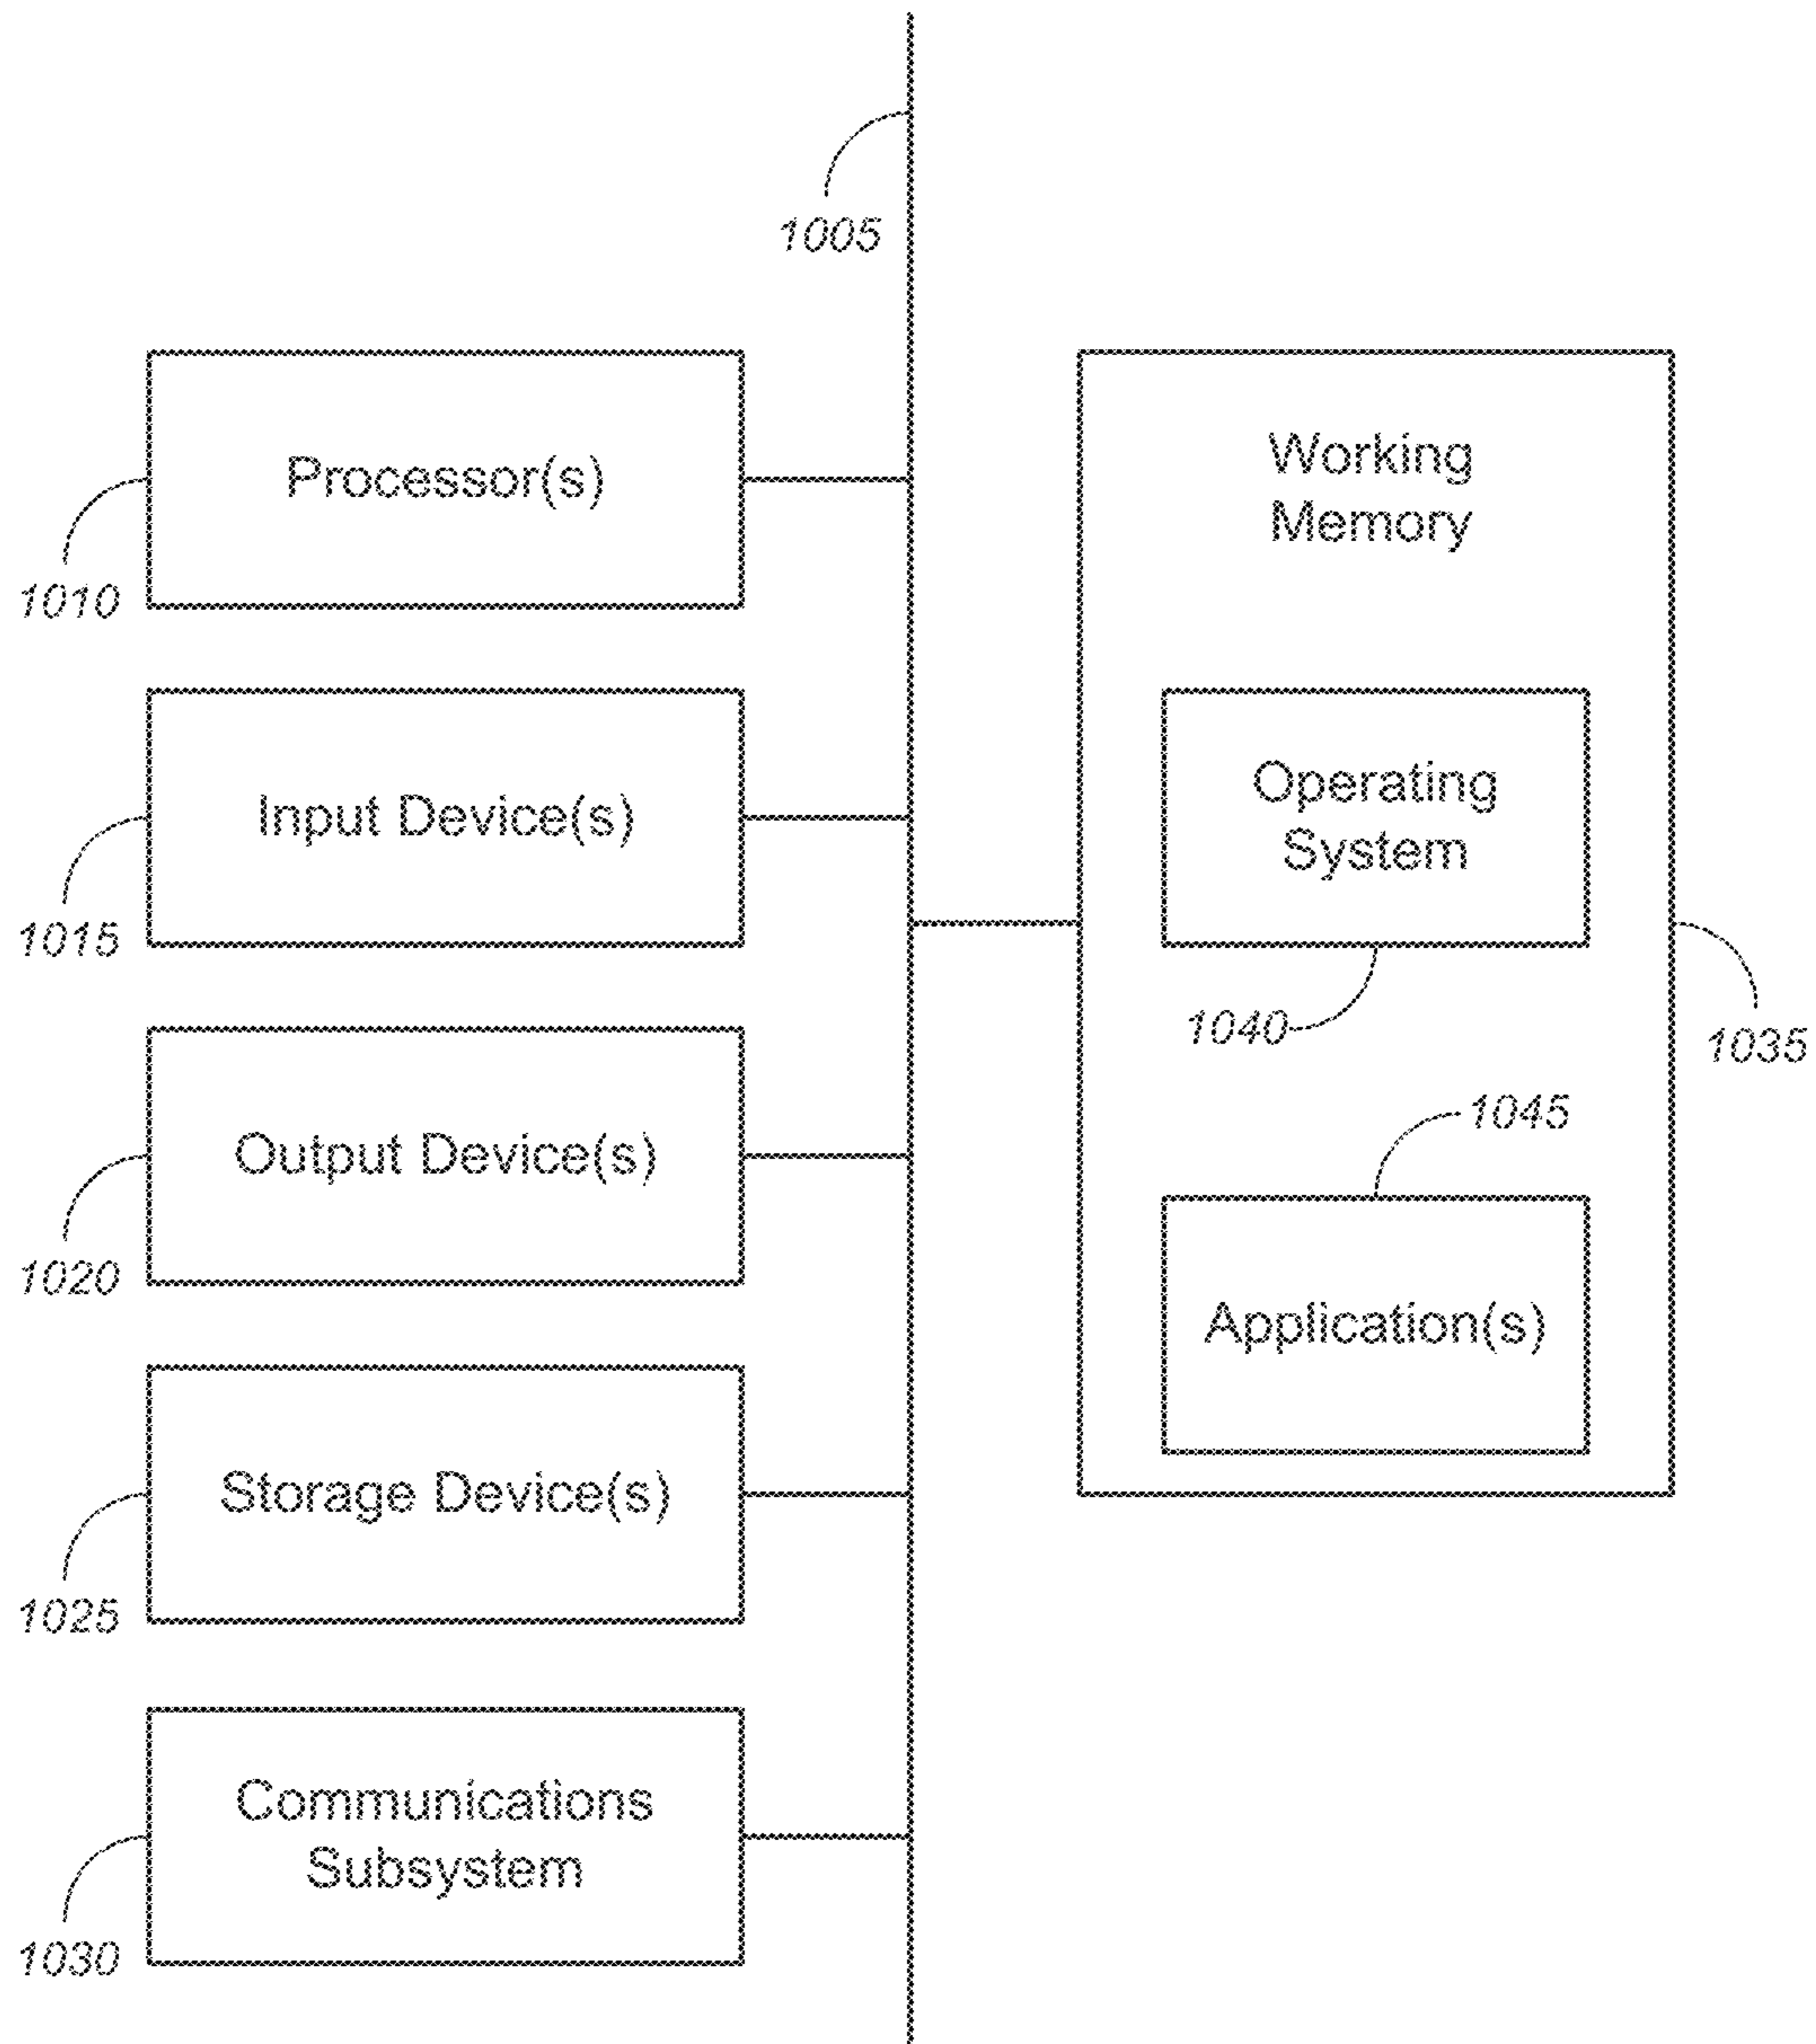 1005
Processor(s)
1010
Input Device(s)
1015
Output Device(s)
1020
Storage Device(s)
1025
Communications
Subsystem
1030
Working
Memory
Operating
System
1040
1035
1045
Application(s)